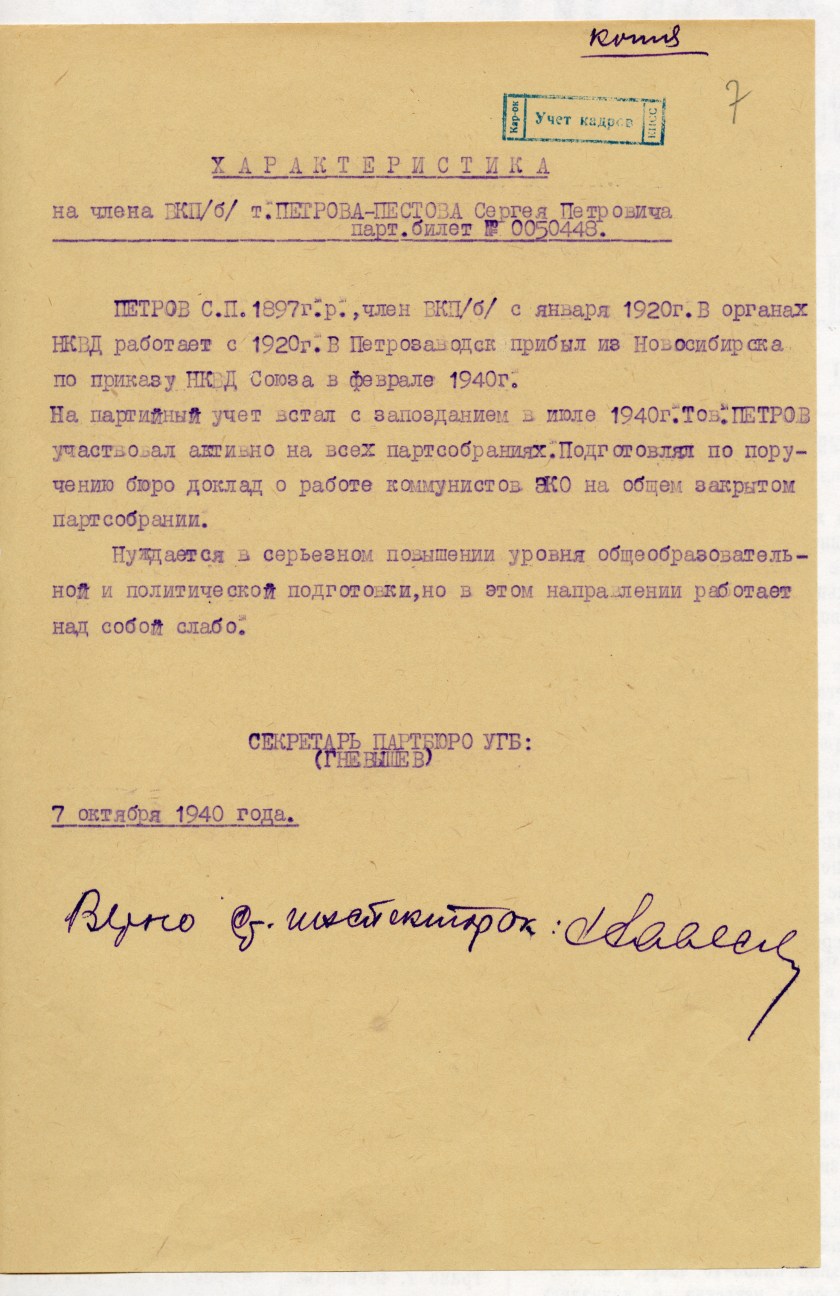 копия
7
Кар-ок Учет кадров
ХАРАКТЕРИСТИКА
на члена ВКП/б/ т.ПЕТРОВА-ПЕСТОВА Сергея Петровича
парт.билет № 0050448.
ПЕТРОВ С.П. 1897г.р.,член ВКП/б/ с января 1920г.В органах
НКВД работает с 1920г.В Петрозаводск прибыл из Новосибирска
по приказу НКВД Союза в феврале 1940г.
На партийный учет встал с запозданием в июле 1940г.Тов.ПЕТРОВ
участвовал активно на всех партсобраниях.Подготовлял по пору-
чению бюро доклад о работе коммунистов ЭКО на общем закрытом
партсобрании.
Нуждается в серьезном повышении уровня общеобразователь-
ной и политической подготовки,но в этом направлении работает
над собой слабо.
СЕКРЕТАРЬ ПАРТБЮРО УГБ:
(ГНЕВЫШЕВ)
7 октября 1940 года.
Верно Ст. инспектор ок: